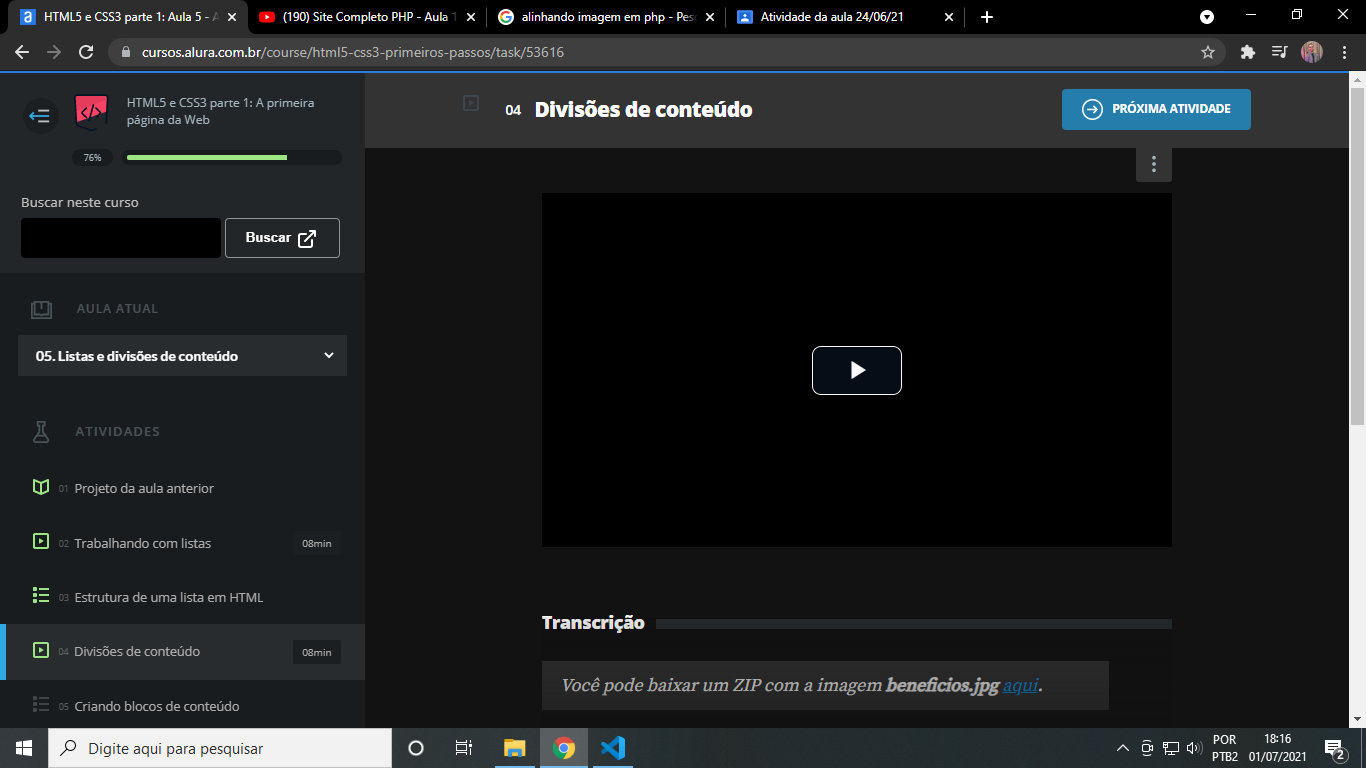 HTML5 e CSS3 parte 1: Aula 5 - A
(190) Site Completo PHP - Aula 1
alinhando imagem em php - Pes
Atividade da aula 24/06/21
cursos.alura.com.br/course/html5-css3-primeiros-passos/task/53616
HTML5 e CSS3 parte 1: A primeira
página da Web
76%
Buscar neste curso
Buscar
AULA ATUAL
05. Listas e divisões de conteúdo
ATIVIDADES
01 Projeto da aula anterior
02 Trabalhando com listas 08min
03 Estrutura de uma lista em HTML
04 Divisões de conteúdo 08min
05 Criando blocos de conteúdo
04 Divisões de conteúdo
PRÓXIMA ATIVIDADE
Transcrição
Você pode baixar um ZIP com a imagem beneficios.jpg aqui.
Digite aqui para pesquisar
POR
PTB2
18:16
01/07/2021
2